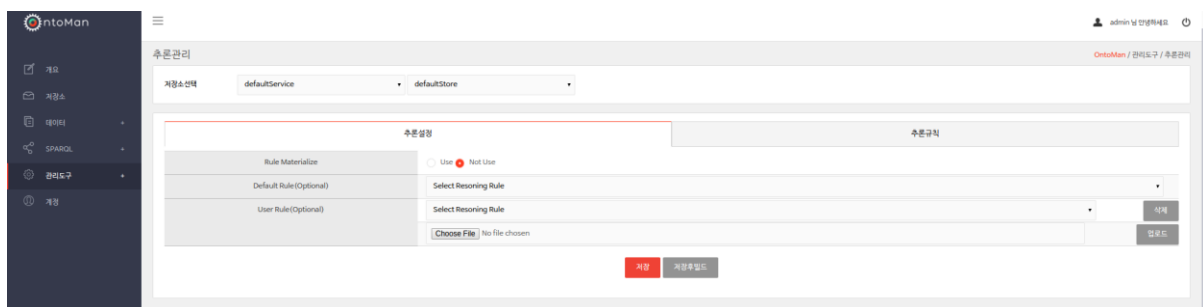 OntoMan
admin 님 안녕하세요
추론관리
OntoMan / 관리도구 / 추론관리
개요
저장소
데이터
SPARQL
관리도구
계정
저장소선택 defaultService defaultStore
추론설정 추론규칙
Rule Materialize Use Not Use
Default Rule(Optional) Select Resoning Rule
User Rule(Optional) Select Resoning Rule 삭제
Choose File No file chosen 업로드
저장 저장후빌드